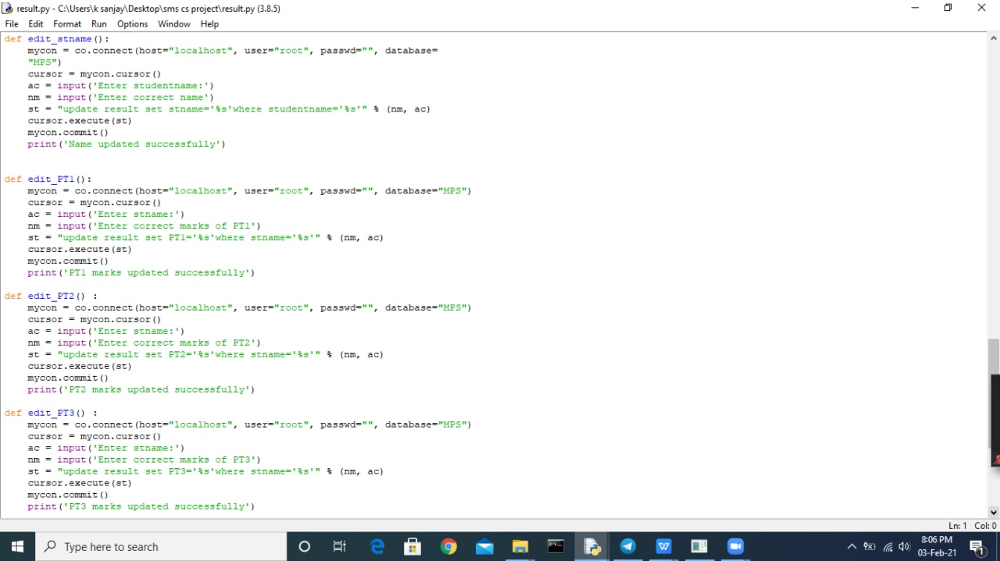 result.py - C:\Users\k sanjay\Desktop\sms cs project\result.py (3.8.5)
File Edit Format Run Options Window Help
def edit_stname():
    mycon = co.connect(host="localhost", user="root", passwd="", database=
    "MPS")
    cursor = mycon.cursor()
    ac = input('Enter studentname:')
    nm = input('Enter correct name')
    st = "update result set stname='%s'where studentname='%s'" % (nm, ac)
    cursor.execute(st)
    mycon.commit()
    print('Name updated successfully')
def edit_PT1():
    mycon = co.connect(host="localhost", user="root", passwd="", database="MPS")
    cursor = mycon.cursor()
    ac = input('Enter stname:')
    nm = input('Enter correct marks of PT1')
    st = "update result set PT1='%s'where stname='%s'" % (nm, ac)
    cursor.execute(st)
    mycon.commit()
    print('PT1 marks updated successfully')
def edit_PT2() :
    mycon = co.connect(host="localhost", user="root", passwd="", database="MPS")
    cursor = mycon.cursor()
    ac = input('Enter stname:')
    nm = input('Enter correct marks of PT2')
    st = "update result set PT2='%s'where stname='%s'" % (nm, ac)
    cursor.execute(st)
    mycon.commit()
    print('PT2 marks updated successfully')
def edit_PT3() :
    mycon = co.connect(host="localhost", user="root", passwd="", database="MPS")
    cursor = mycon.cursor()
    ac = input('Enter stname:')
    nm = input('Enter correct marks of PT3')
    st = "update result set PT3='%s'where stname='%s'" % (nm, ac)
    cursor.execute(st)
    mycon.commit()
    print('PT3 marks updated successfully')
Ln: 1 Col: 0
Type here to search
8:06 PM
03-Feb-21
1